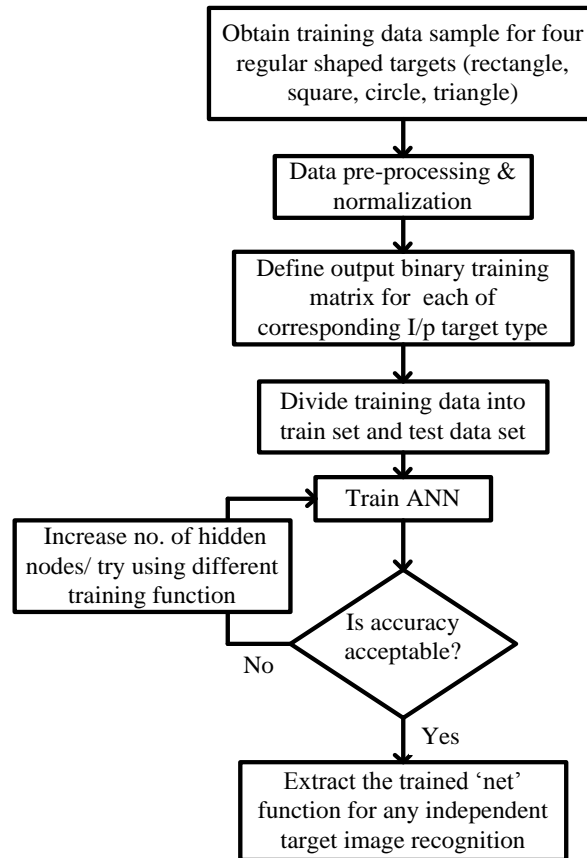 Obtain training data sample for four
regular shaped targets (rectangle,
square, circle, triangle)
Data pre-processing &
normalization
Define output binary training
matrix for each of
corresponding I/p target type
Divide training data into
train set and test data set
Train ANN
Increase no. of hidden
nodes/ try using different
training function
Is accuracy
acceptable?
No
Yes
Extract the trained ‘net’
function for any independent
target image recognition